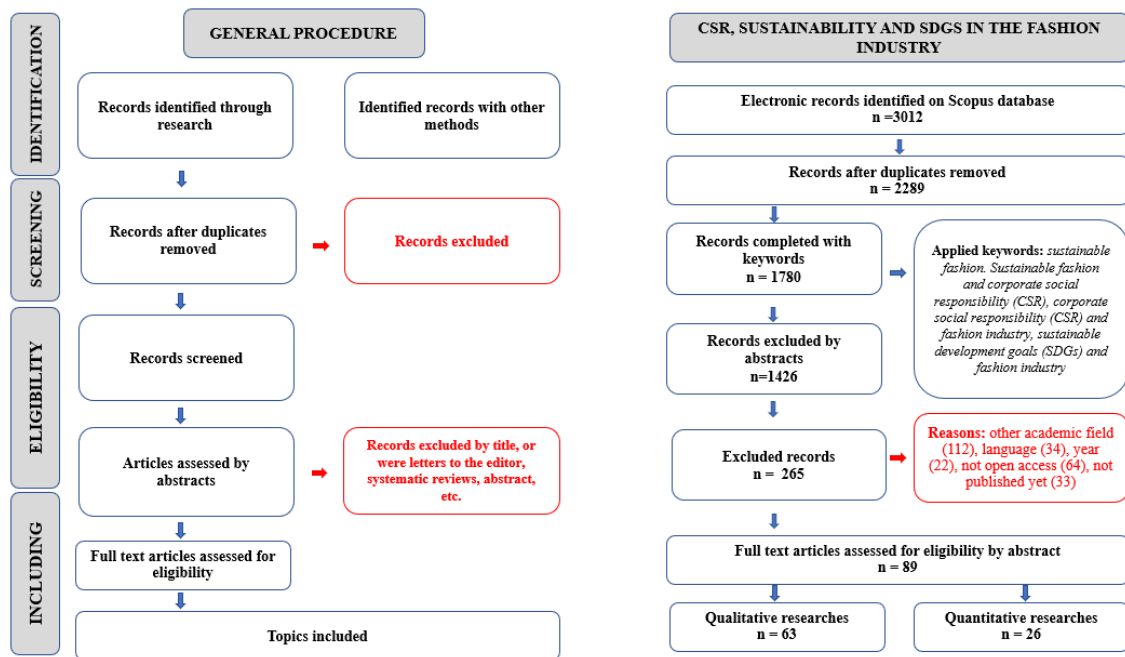 IDENTIFICATION
SCREENING
ELIGIBILITY
INCLUDING
GENERAL PROCEDURE
Records identified through
research
Identified records with other
methods
Records after duplicates
removed
Records excluded
Records screened
Articles assessed by
abstracts
Records excluded by title, or
were letters to the editor,
systematic reviews, abstract,
etc.
Full text articles assessed for
eligibility
Topics included
CSR, SUSTAINABILITY AND SDGS IN THE FASHION
INDUSTRY
Electronic records identified on Scopus database
n =3012
Records after duplicates removed
n = 2289
Records completed with
keywords
n = 1780
Applied keywords: sustainable
fashion. Sustainable fashion
and corporate social
responsibility (CSR), corporate
social responsibility (CSR) and
fashion industry, sustainable
development goals (SDGs) and
fashion industry
Records excluded by
abstracts
n=1426
Excluded records
n = 265
Reasons: other academic field
(112), language (34), year
(22), not open access (64), not
published yet (33)
Full text articles assessed for eligibility by abstract
n = 89
Qualitative researches
n = 63
Quantitative researches
n = 26